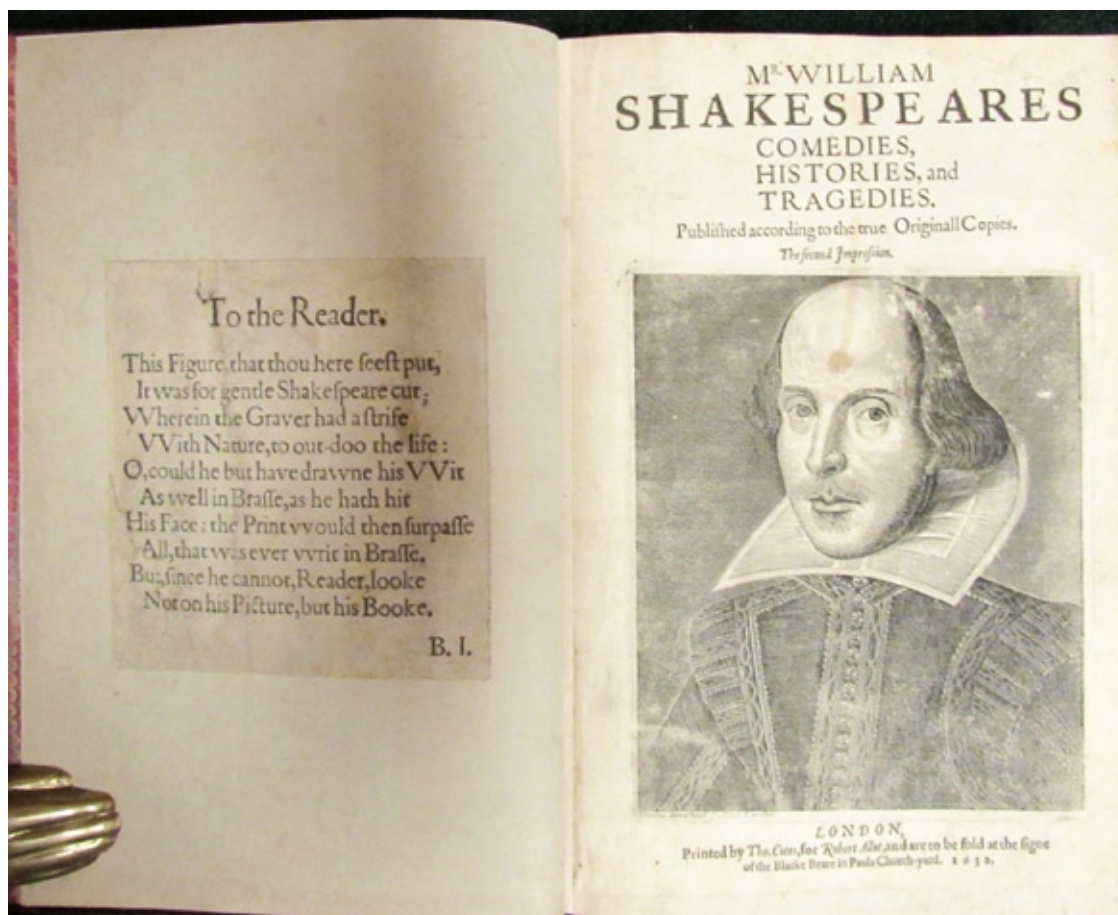 To the Reader.
This Figure, that thou here ſeeſt put,
It was for gentle Shakeſpeare cut;
VVherein the Graver had a ſtrife
VVith Nature, to out-doo the life :
O, could he but have dravvne his VVit
As well in Braſſe, as he hath hit
His Face : the Print vvould then ſurpaſſe
All, that vvas ever vvrit in Braſſe.
But, ſince he cannot, Reader, looke
Not on his Picture, but his Booke.
B. I.
Mʀ. WILLIAM
SHAKESPEARES
COMEDIES,
HISTORIES, and
TRAGEDIES.
Publiſhed according to the true Originall Copies.
The ſecond Impreſſion.
LONDON,
Printed by Tho. Cotes, for Robert Allot, and are to be ſold at the ſigne
of the Blacke Beare in Pauls Church-yard. 1632.